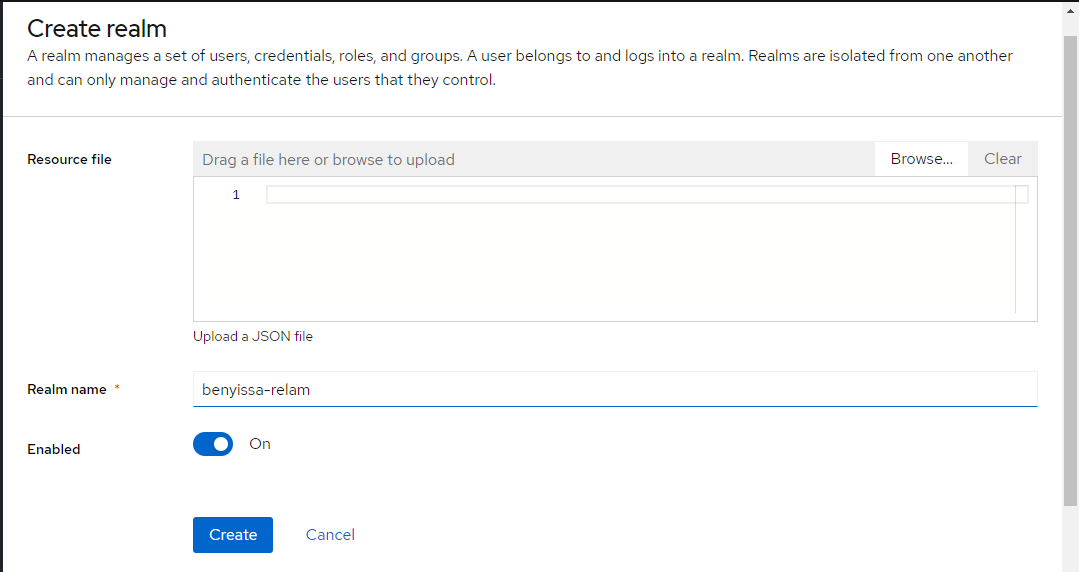 Create realm
A realm manages a set of users, credentials, roles, and groups. A user belongs to and logs into a realm. Realms are isolated from one another
and can only manage and authenticate the users that they control.
Resource file
Drag a file here or browse to upload
Browse...
Clear
1
Upload a JSON file
Realm name *
benyissa-relam
Enabled
On
Create
Cancel